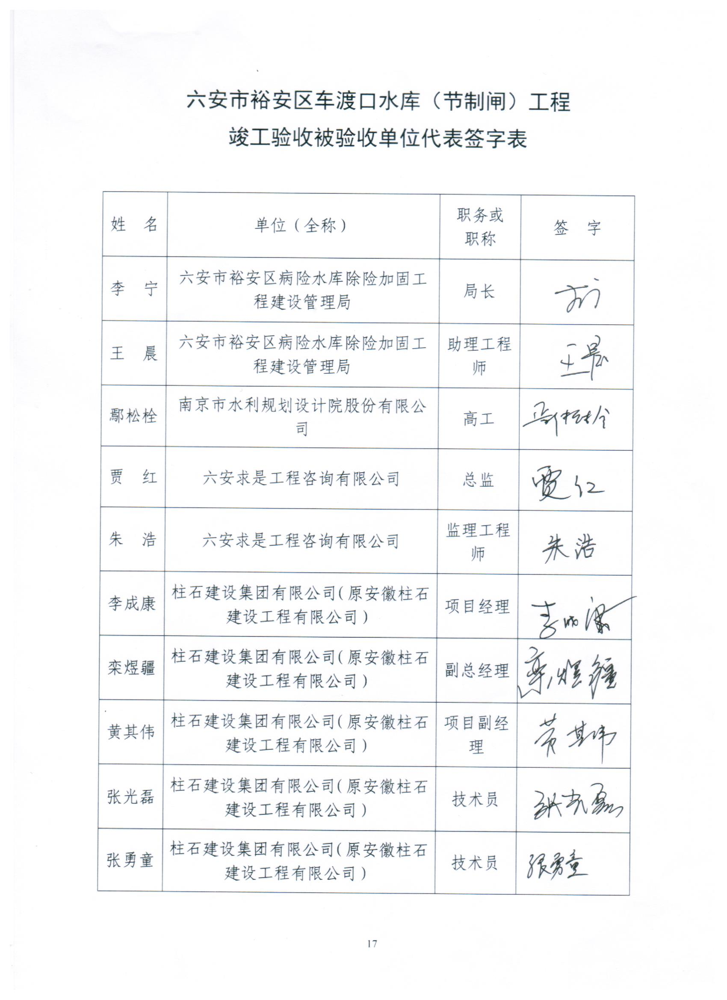 六安市裕安区车渡口水库（节制闸）工程
竣工验收被验收单位代表签字表
姓 名 单位（全称） 职务或
职称 签 字
李 宁 六安市裕安区病险水库除险加固工
程建设管理局 局长
王 晨 六安市裕安区病险水库除险加固工
程建设管理局 助理工程
师 王晨
鄢松栓 南京市水利规划设计院股份有限公
司 高工 鄢松栓
贾 红 六安求是工程咨询有限公司 总监 贾红
朱 浩 六安求是工程咨询有限公司 监理工程
师 朱浩
李成康 柱石建设集团有限公司（原安徽柱石
建设工程有限公司） 项目经理 李成康
栾煜疆 柱石建设集团有限公司（原安徽柱石
建设工程有限公司） 副总经理 栾煜疆
黄其伟 柱石建设集团有限公司（原安徽柱石
建设工程有限公司） 项目副经
理 黄其伟
张光磊 柱石建设集团有限公司（原安徽柱石
建设工程有限公司） 技术员 张光磊
张勇童 柱石建设集团有限公司（原安徽柱石
建设工程有限公司） 技术员 张勇童
17